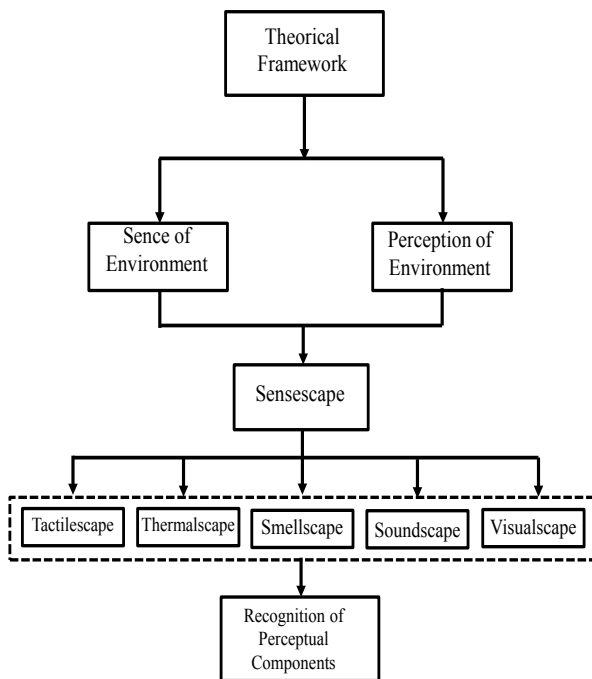 Theorical
Framework
Sence of
Environment
Perception of
Environment
Sensescape
Tactilescape
Thermalscape
Smellscape
Soundscape
Visualscape
Recognition of
Perceptual
Components